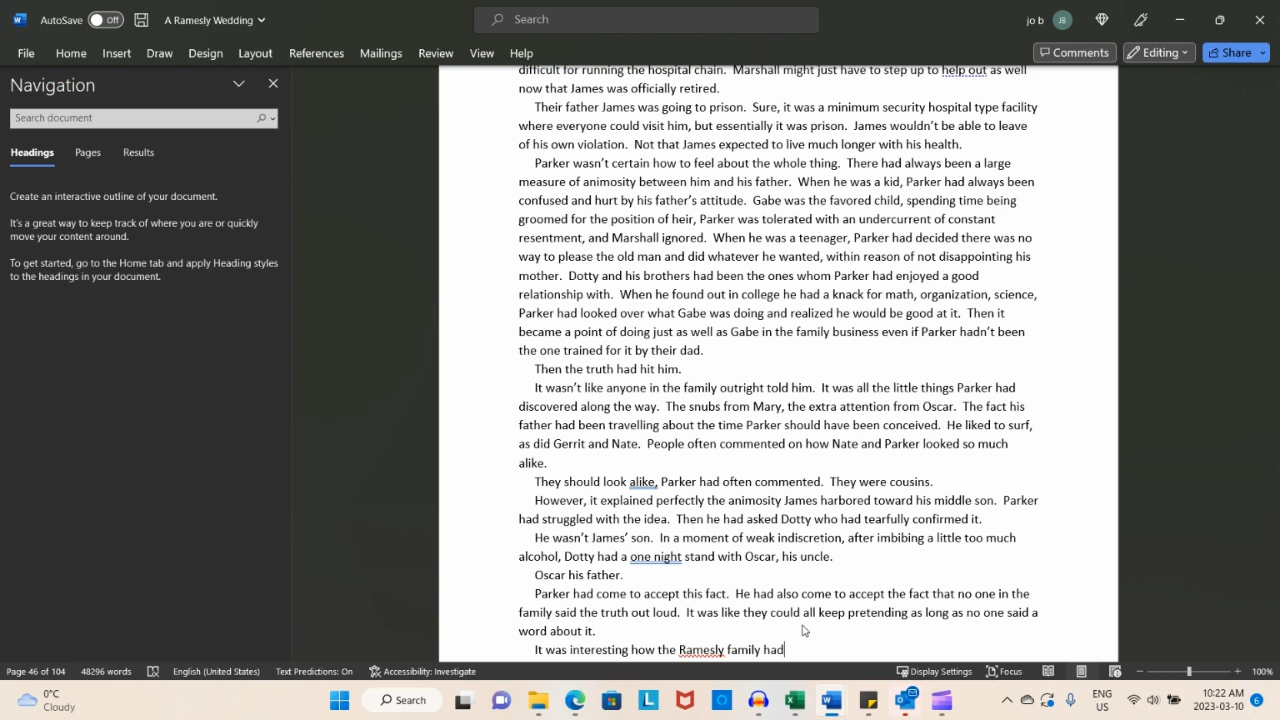 AutoSave Off A Ramesly Wedding Search jo b JB
File Home Insert Draw Design Layout References Mailings Review View Help Comments Editing Share
Navigation
Search document
Headings Pages Results
Create an interactive outline of your document.
It's a great way to keep track of where you are or quickly
move your content around.
To get started, go to the Home tab and apply Heading styles
to the headings in your document.
difficult for running the hospital chain. Marshall might just have to step up to help out as well
now that James was officially retired.
Their father James was going to prison. Sure, it was a minimum security hospital type facility
where everyone could visit him, but essentially it was prison. James wouldn't be able to leave
of his own violation. Not that James expected to live much longer with his health.
Parker wasn't certain how to feel about the whole thing. There had always been a large
measure of animosity between him and his father. When he was a kid, Parker had always been
confused and hurt by his father's attitude. Gabe was the favored child, spending time being
groomed for the position of heir, Parker was tolerated with an undercurrent of constant
resentment, and Marshall ignored. When he was a teenager, Parker had decided there was no
way to please the old man and did whatever he wanted, within reason of not disappointing his
mother. Dotty and his brothers had been the ones whom Parker had enjoyed a good
relationship with. When he found out in college he had a knack for math, organization, science,
Parker had looked over what Gabe was doing and realized he would be good at it. Then it
became a point of doing just as well as Gabe in the family business even if Parker hadn't been
the one trained for it by their dad.
Then the truth had hit him.
It wasn't like anyone in the family outright told him. It was all the little things Parker had
discovered along the way. The snubs from Mary, the extra attention from Oscar. The fact his
father had been travelling about the time Parker should have been conceived. He liked to surf,
as did Gerrit and Nate. People often commented on how Nate and Parker looked so much
alike.
They should look alike, Parker had often commented. They were cousins.
However, it explained perfectly the animosity James harbored toward his middle son. Parker
had struggled with the idea. Then he had asked Dotty who had tearfully confirmed it.
He wasn't James' son. In a moment of weak indiscretion, after imbibing a little too much
alcohol, Dotty had a one night stand with Oscar, his uncle.
Oscar his father.
Parker had come to accept this fact. He had also come to accept the fact that no one in the
family said the truth out loud. It was like they could all keep pretending as long as no one said a
word about it.
It was interesting how the Ramesly family had
Page 46 of 104 48296 words English (United States) Text Predictions: On Accessibility: Investigate Display Settings Focus 100%
0°C
Cloudy
Search
ENG
US
10:22 AM
2023-03-10
6